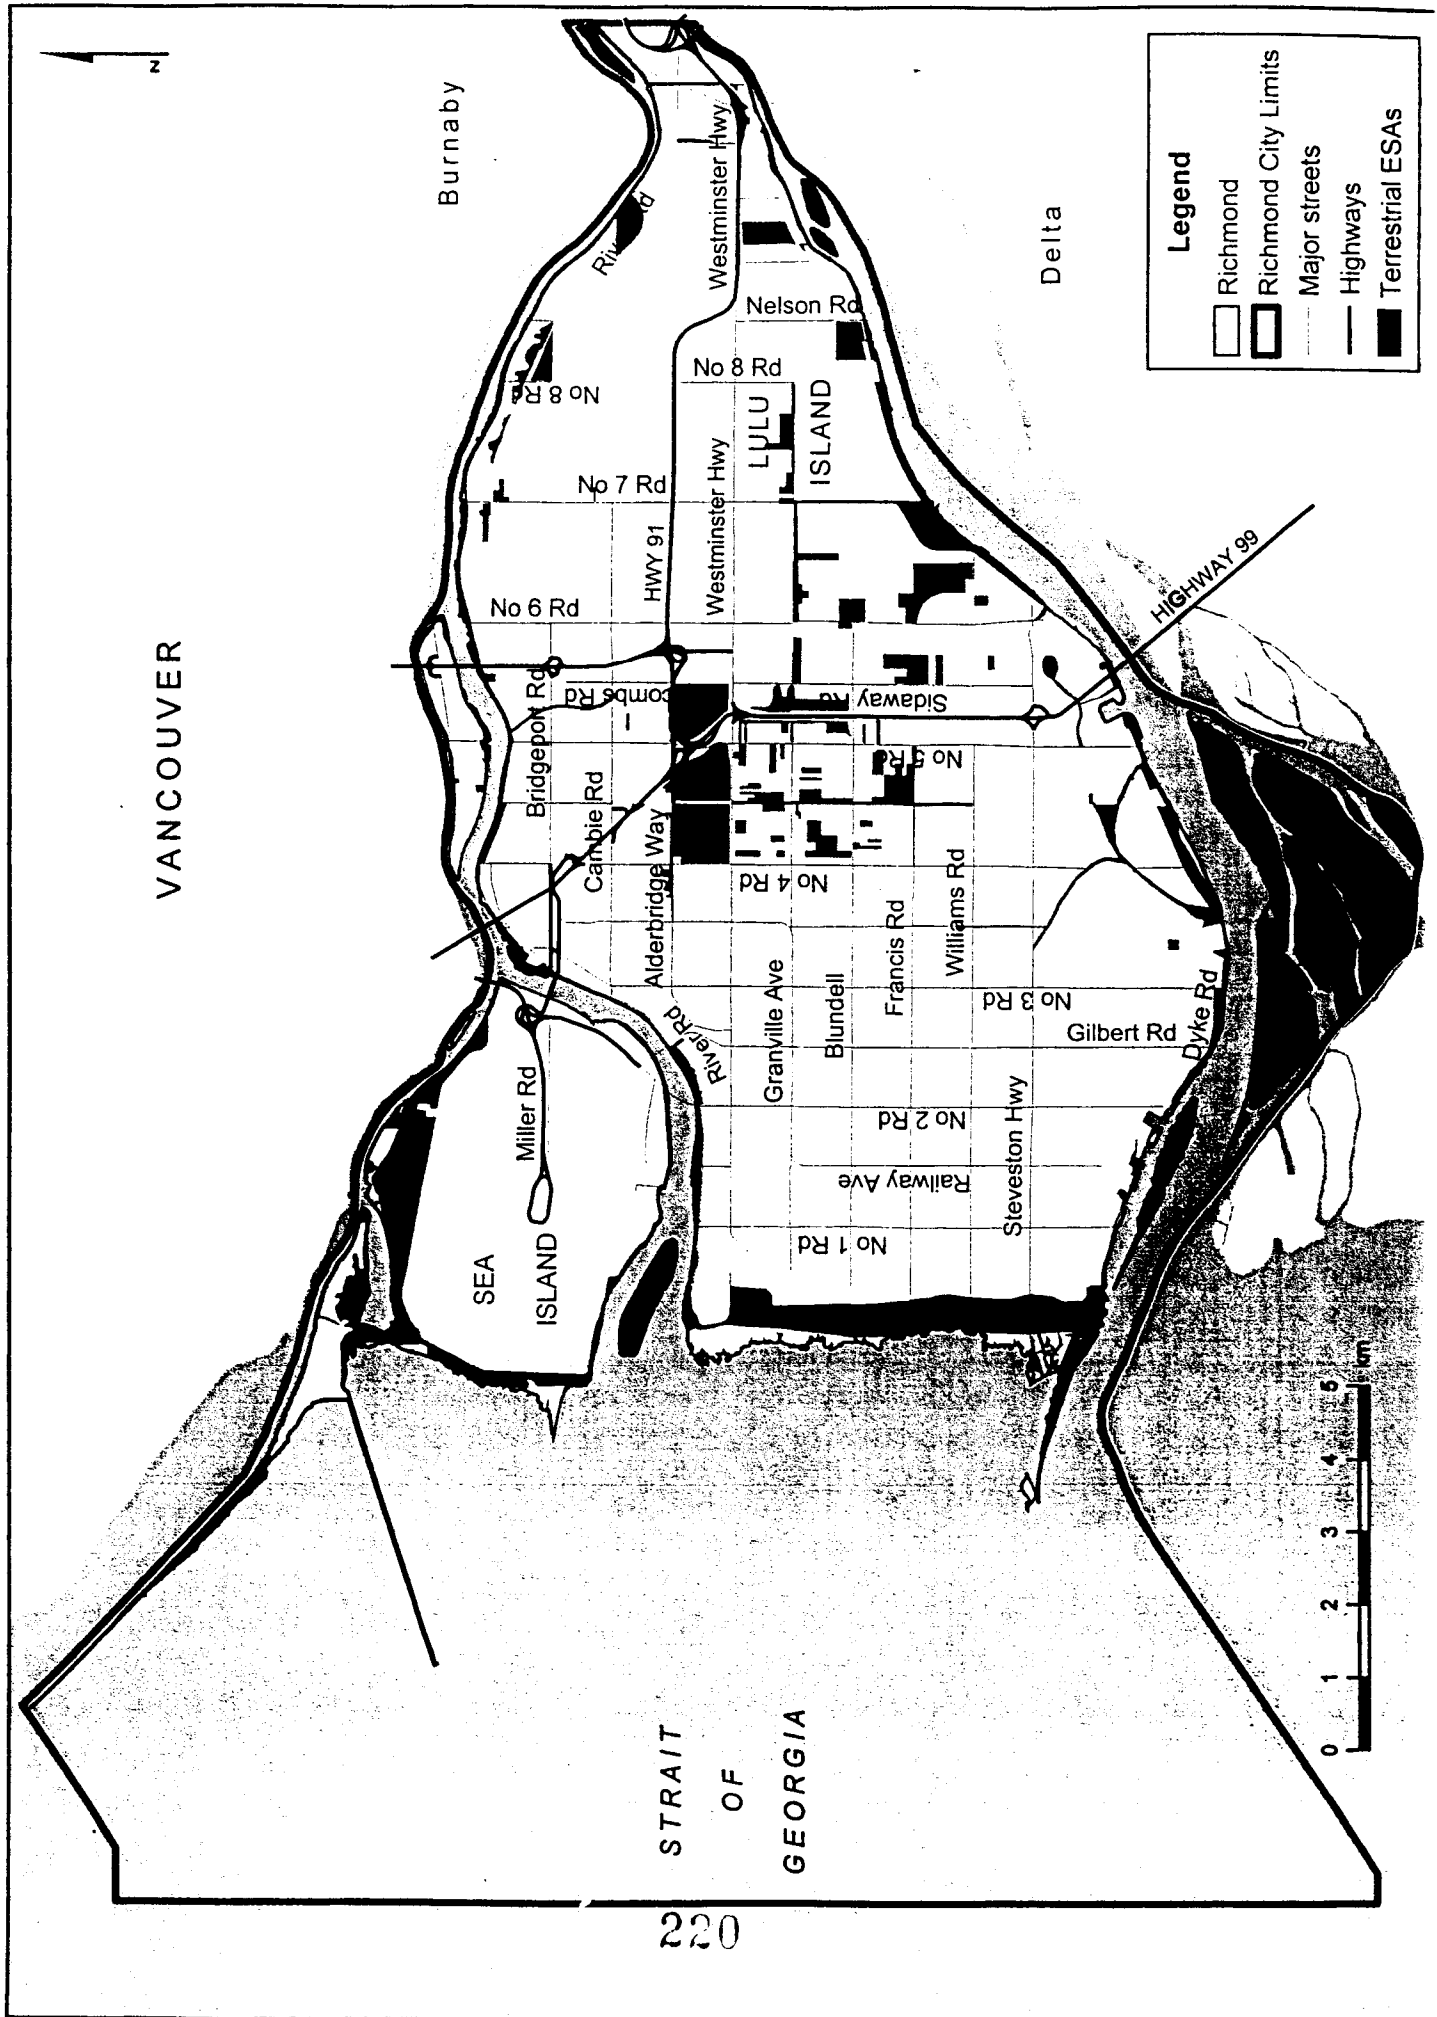 VANCOUVER
Burnaby
Delta
z
STRAIT
OF
GEORGIA
SEA
ISLAND
LULU
ISLAND
Miller Rd
River Rd
Bridgeport Rd
Cambie Rd
Alderbridge Way
Granville Ave
Blundell
Francis Rd
Williams Rd
Steveston Hwy
Dyke Rd
No 1 Rd
Railway Ave
No 2 Rd
Gilbert Rd
No 3 Rd
No 4 Rd
No 5 Rd
Sidaway Rd
combs Rd
No 6 Rd
HWY 91
Westminster Hwy
No 7 Rd
No 8 Rd
No 8 Rd
Nelson Rd
Westminster Hwy
HIGHWAY 99
Legend
Richmond
Richmond City Limits
Major streets
Highways
Terrestrial ESAs
0 1 2 3 4 5
km
220